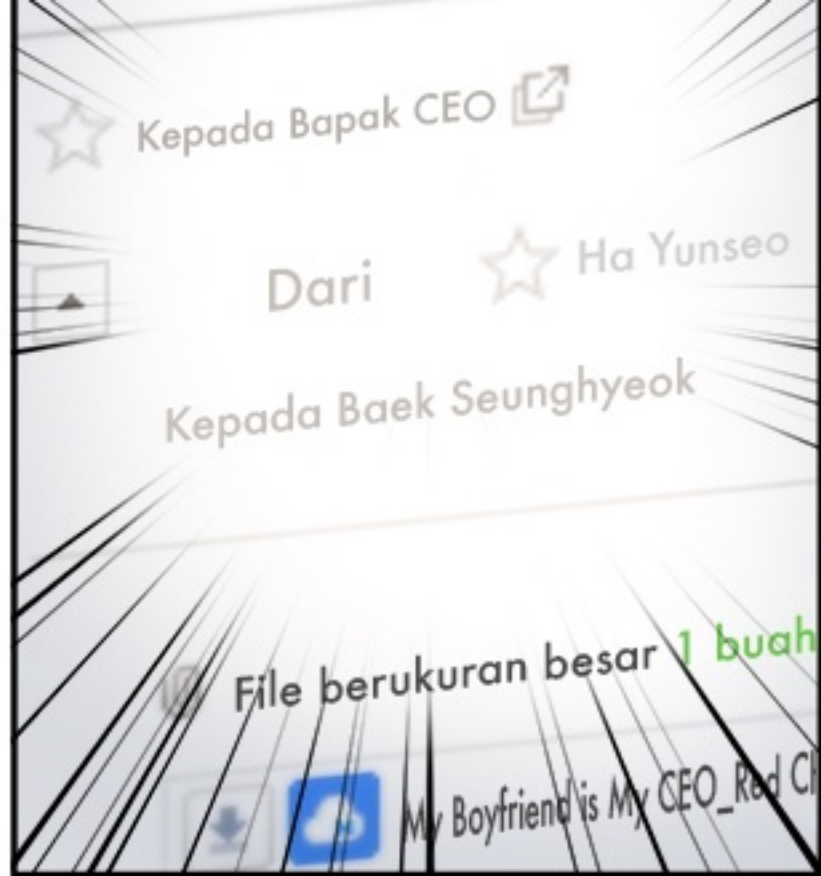 Kepada Bapak CEO
Dari Ha Yunseo
Kepada Baek Seunghyeok
File berukuran besar 1 buah
My Boyfriend is My CEO_Red